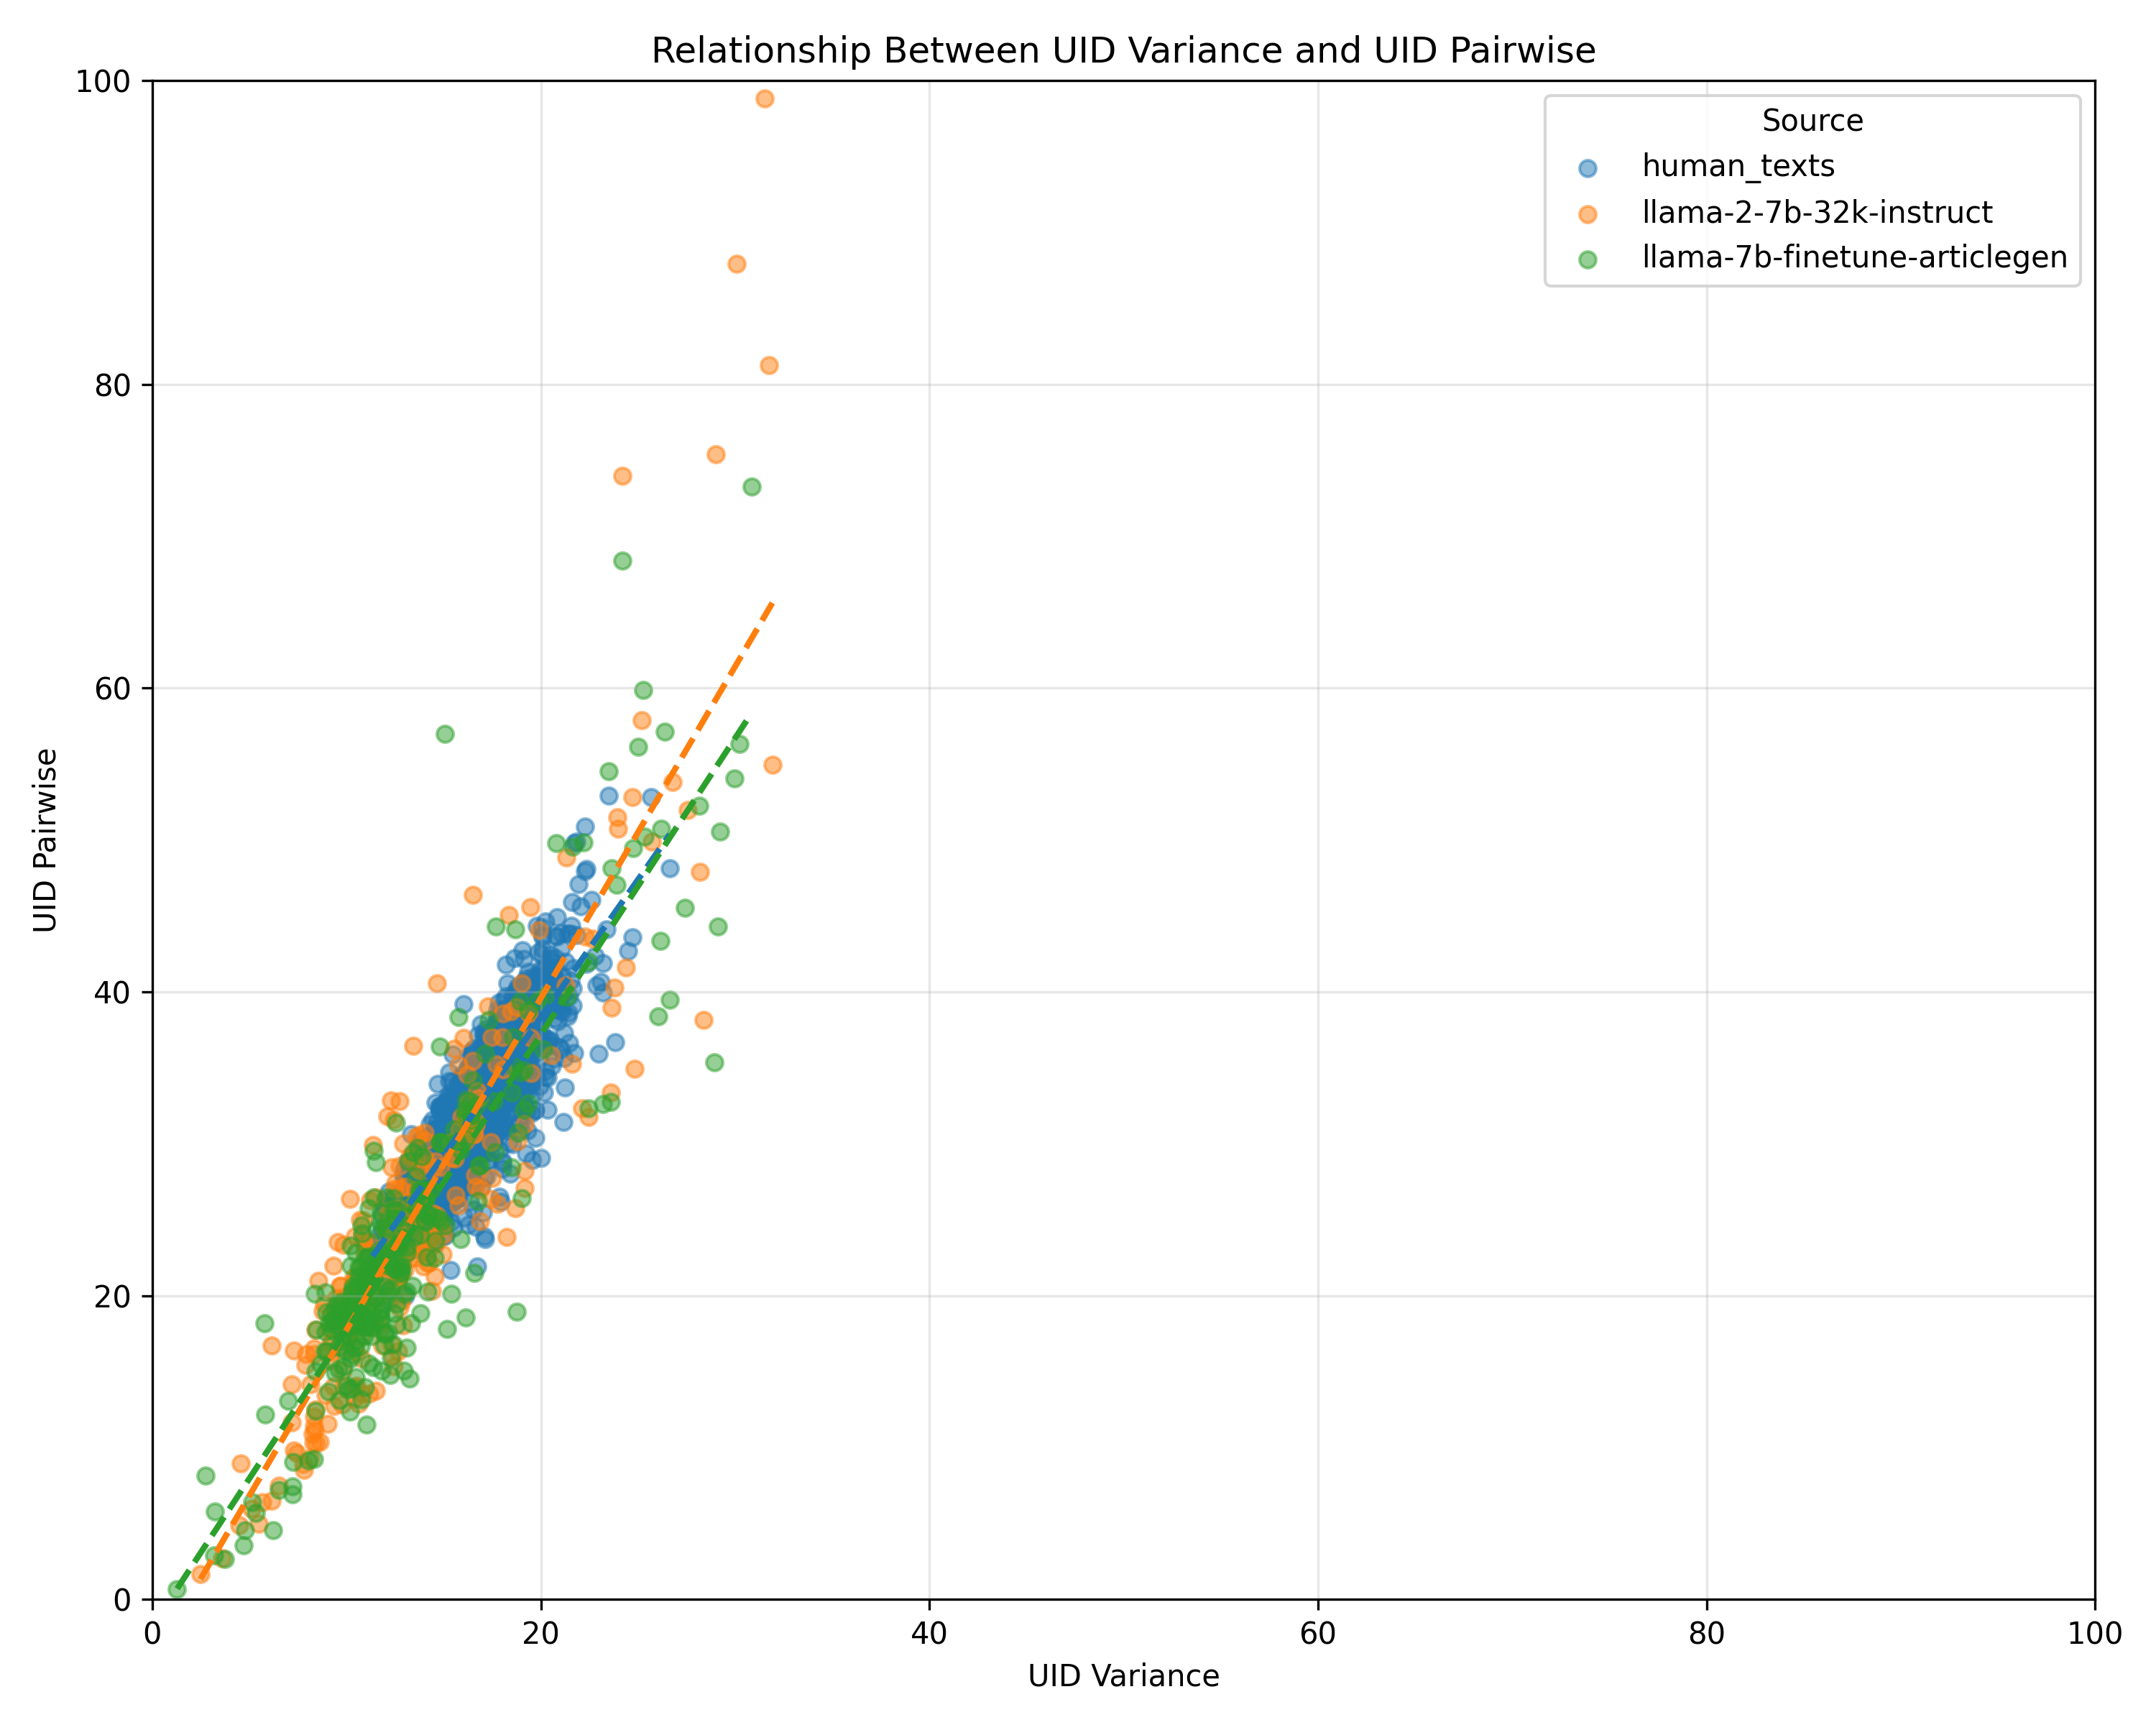 Relationship Between UID Variance and UID Pairwise
Source
human_texts
llama-2-7b-32k-instruct
llama-7b-finetune-articlegen
UID Pairwise
100
80
60
40
20
0
0 20 40 60 80 100
UID Variance